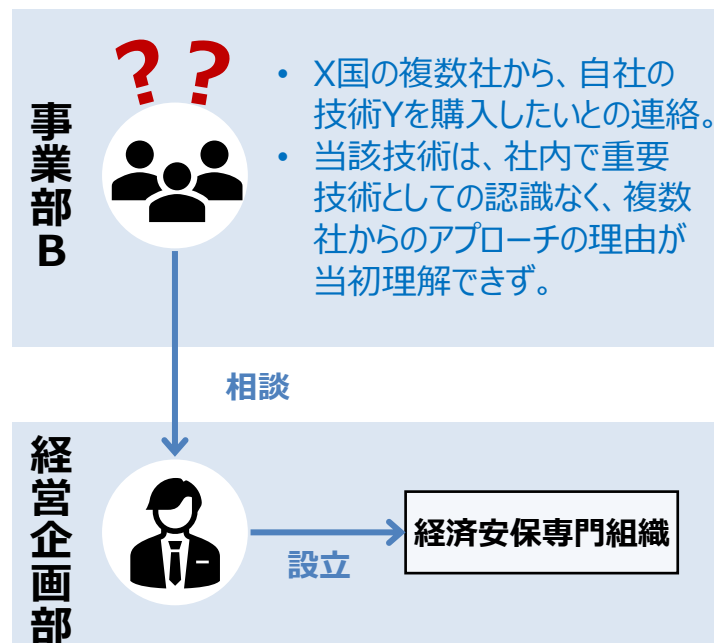 ??
事業部B
• X国の複数社から、自社の
技術Yを購入したいとの連絡。
• 当該技術は、社内で重要
技術としての認識なく、複数
社からのアプローチの理由が
当初理解できず。
相談
経営企画部
設立
経済安保専門組織